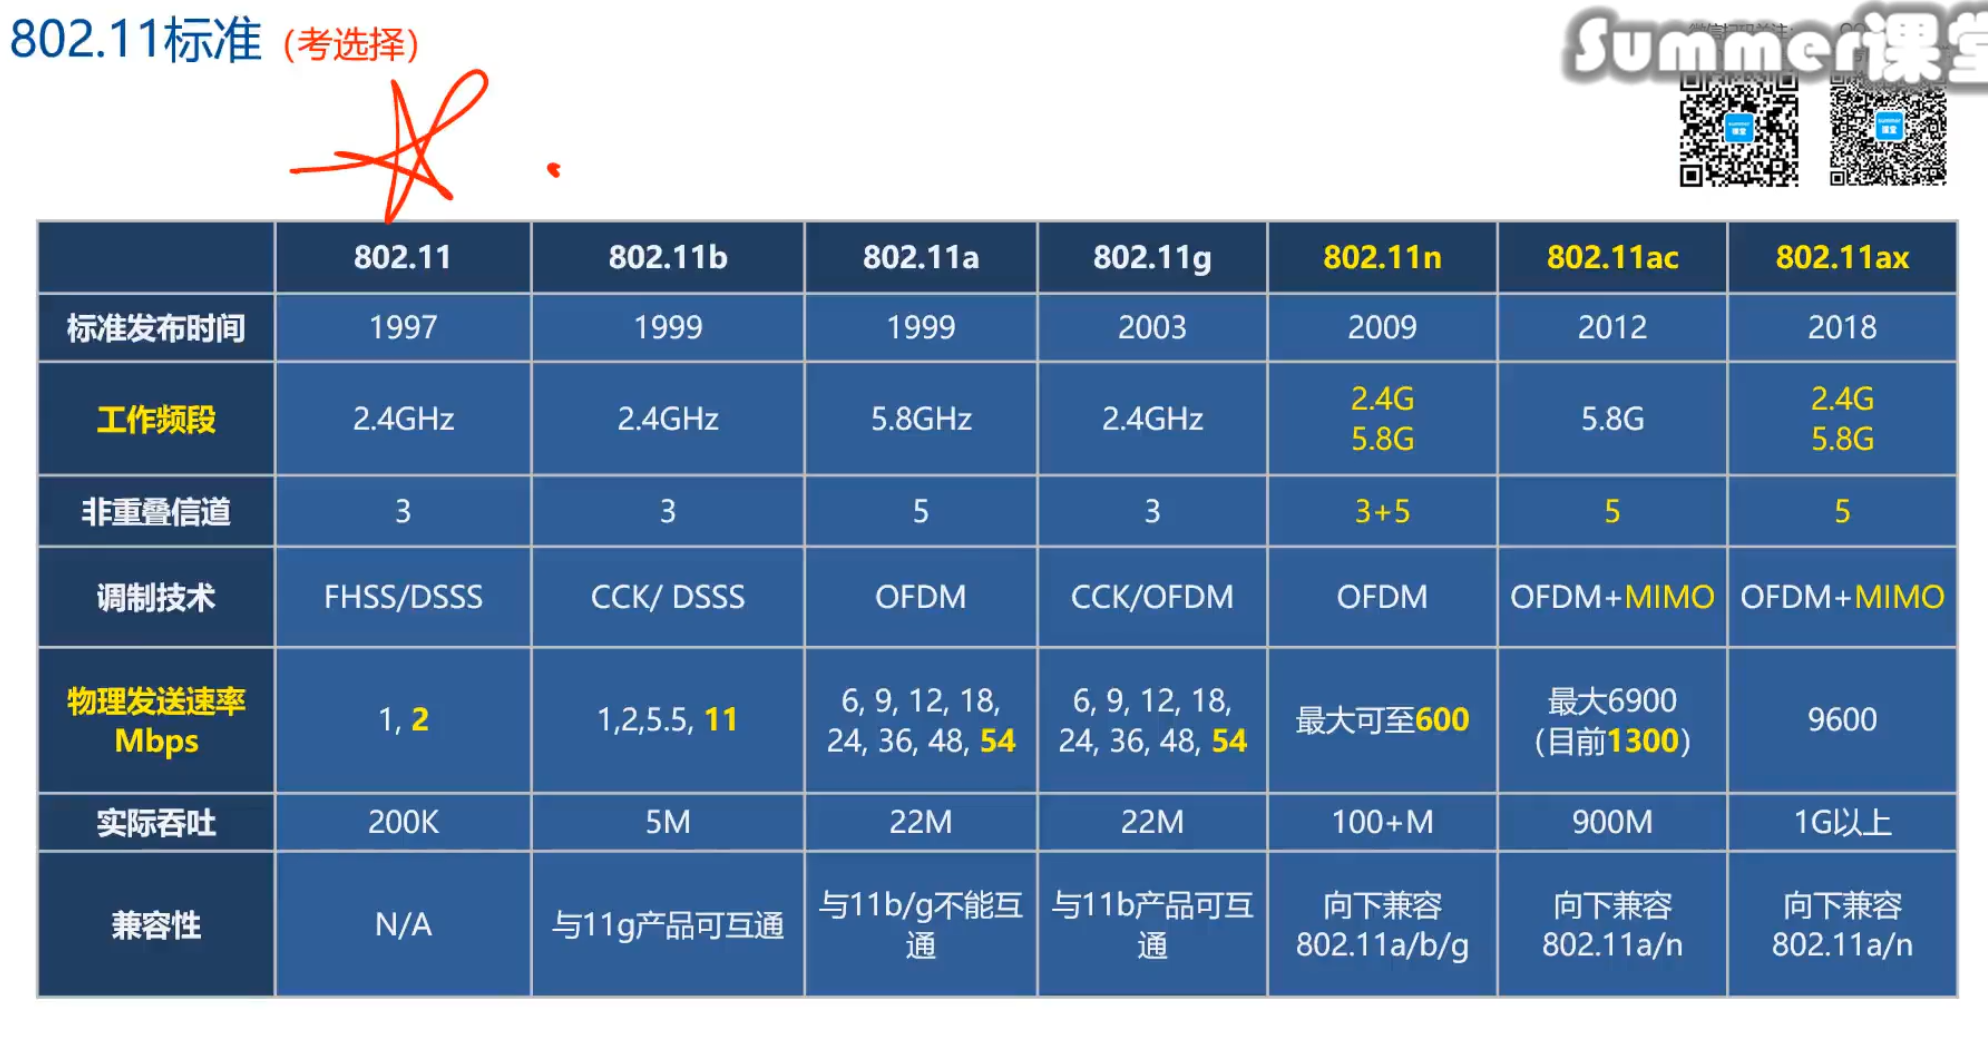 802.11标准（考选择）
Summer课堂
802.11 802.11b 802.11a 802.11g 802.11n 802.11ac 802.11ax
标准发布时间 1997 1999 1999 2003 2009 2012 2018
工作频段 2.4GHz 2.4GHz 5.8GHz 2.4GHz 2.4G 5.8G 5.8G 2.4G 5.8G
非重叠信道 3 3 5 3 3+5 5 5
调制技术 FHSS/DSSS CCK/ DSSS OFDM CCK/OFDM OFDM OFDM+MIMO OFDM+MIMO
物理发送速率
Mbps
1, 2
1,2,5.5, 11
6, 9, 12, 18,
24, 36, 48, 54
6, 9, 12, 18,
24, 36, 48, 54
最大可至600
最大6900
(目前1300)
9600
实际吞吐 200K 5M 22M 22M 100+M 900M 1G以上
兼容性
N/A
与11g产品可互通
与11b/g不能互
通
与11b产品可互
通
向下兼容
802.11a/b/g
向下兼容
802.11a/n
向下兼容
802.11a/n